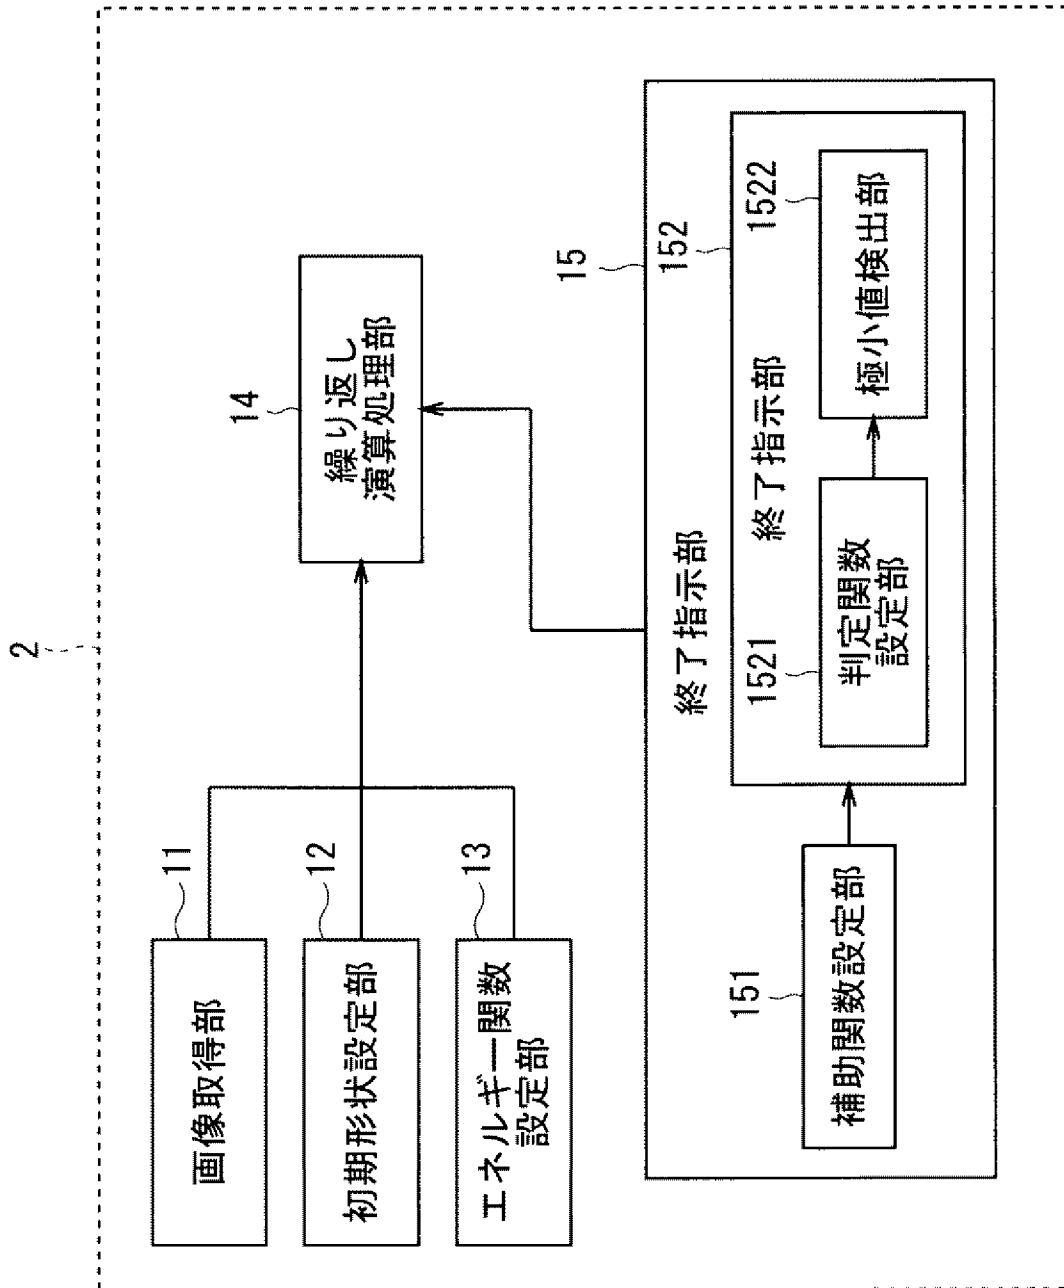 2
11
画像取得部
12
初期形状設定部
13
エネルギー関数
設定部
14
繰り返し
演算処理部
15
終了指示部
151
補助関数設定部
152
終了指示部
1521
判定関数
設定部
1522
極小値検出部